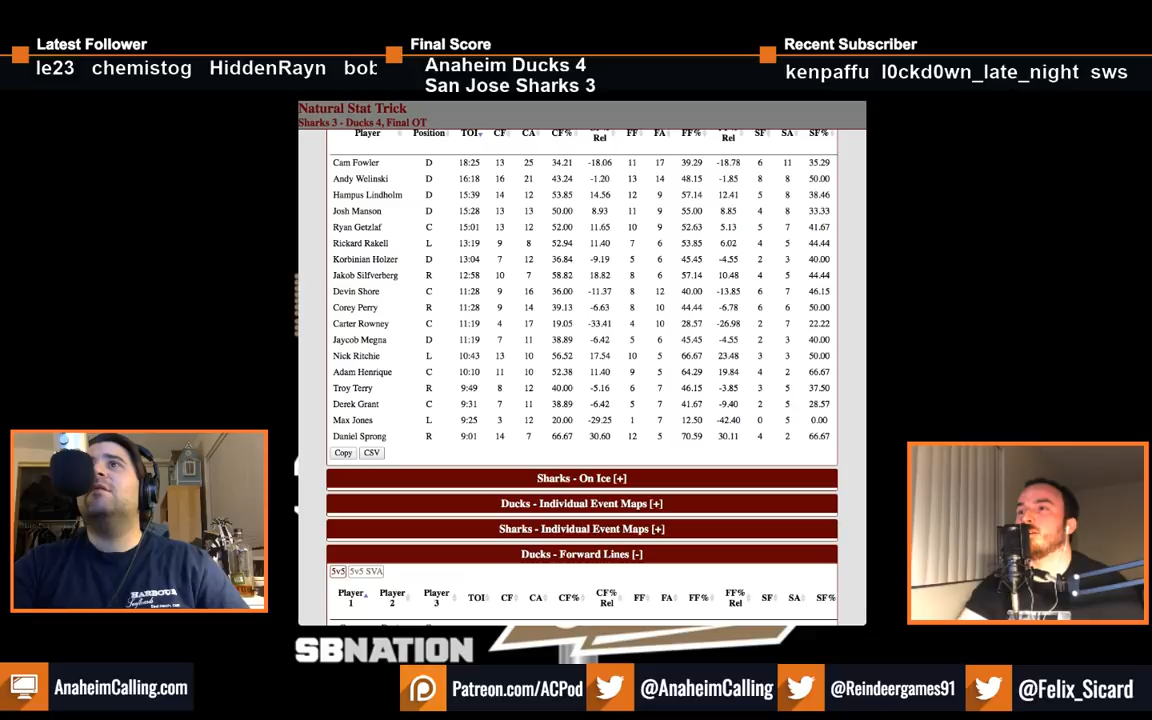 Latest Follower
Final Score
Recent Subscriber
le23 chemistog HiddenRayn bob
Anaheim Ducks 4
San Jose Sharks 3
kenpaffu l0ckd0wn_late_night sws
Natural Stat Trick
Sharks 3 - Ducks 4, Final OT
Player Position TOI CF CA CF% CF% Rel FF FA FF% FF% Rel SF SA SF%
Cam Fowler D 18:25 13 25 34.21 -18.06 11 17 39.29 -18.78 6 11 35.29
Andy Welinski D 16:18 16 21 43.24 -1.20 13 14 48.15 -1.85 8 8 50.00
Hampus Lindholm D 15:39 14 12 53.85 14.56 12 9 57.14 12.41 5 8 38.46
Josh Manson D 15:28 13 13 50.00 8.93 11 9 55.00 8.85 4 8 33.33
Ryan Getzlaf C 15:01 13 12 52.00 11.65 10 9 52.63 5.13 5 7 41.67
Rickard Rakell L 13:19 9 8 52.94 11.40 7 6 53.85 6.02 4 5 44.44
Korbinian Holzer D 13:04 7 12 36.84 -9.19 5 6 45.45 -4.55 2 3 40.00
Jakob Silfverberg R 12:58 10 7 58.82 18.82 8 6 57.14 10.48 4 5 44.44
Devin Shore C 11:28 9 16 36.00 -11.37 8 12 40.00 -13.85 6 7 46.15
Corey Perry R 11:28 9 14 39.13 -6.63 8 10 44.44 -6.78 6 6 50.00
Carter Rowney C 11:19 4 17 19.05 -33.41 4 10 28.57 -26.98 2 7 22.22
Jaycob Megna D 11:19 7 11 38.89 -6.42 5 6 45.45 -4.55 2 3 40.00
Nick Ritchie L 10:43 13 10 56.52 17.54 10 5 66.67 23.48 3 3 50.00
Adam Henrique C 10:10 11 10 52.38 11.40 9 5 64.29 19.84 4 2 66.67
Troy Terry R 9:49 8 12 40.00 -5.16 6 7 46.15 -3.85 3 5 37.50
Derek Grant C 9:31 7 11 38.89 -6.42 5 7 41.67 -9.40 2 5 28.57
Max Jones L 9:25 3 12 20.00 -29.25 1 7 12.50 -42.40 0 5 0.00
Daniel Sprong R 9:01 14 7 66.67 30.60 12 5 70.59 30.11 4 2 66.67
Copy CSV
Sharks - On Ice [+]
Ducks - Individual Event Maps [+]
Sharks - Individual Event Maps [+]
Ducks - Forward Lines [-]
5v5 5v5 SVA
Player 1 Player 2 Player 3 TOI CF CA CF% CF% Rel FF FA FF% FF% Rel SF SA SF%
HARBOUR
SBNATION
AnaheimCalling.com
Patreon.com/ACPod
@AnaheimCalling
@Reindeergames91
@Felix_Sicard